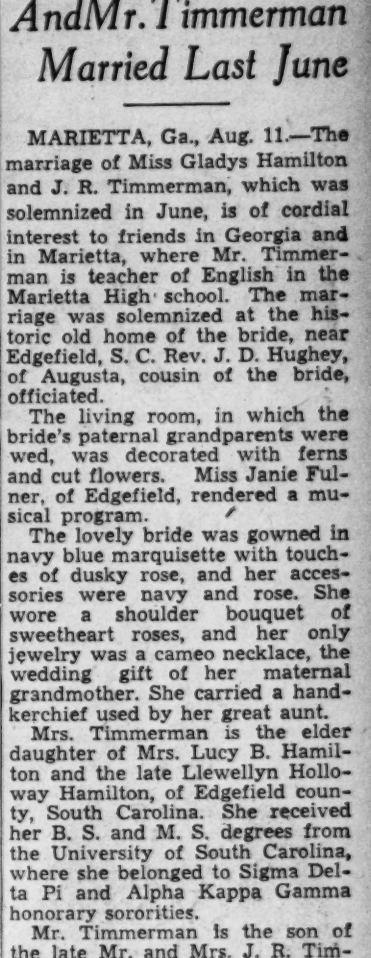 And Mr. Timmerman
Married Last June
MARIETTA, Ga., Aug. 11.—The
marriage of Miss Gladys Hamilton
and J. R. Timmerman, which was
solemnized in June, is of cordial
interest to friends in Georgia and
in Marietta, where Mr. Timmer-
man is teacher of English in the
Marietta High school. The mar-
riage was solemnized at the his-
toric old home of the bride, near
Edgefield, S. C. Rev. J. D. Hughey,
of Augusta, cousin of the bride,
officiated.
The living room, in which the
bride's paternal grandparents were
wed, was decorated with ferns
and cut flowers. Miss Janie Ful-
ner, of Edgefield, rendered a mu-
sical program.
The lovely bride was gowned in
navy blue marquisette with touch-
es of dusky rose, and her acces-
sories were navy and rose. She
wore a shoulder bouquet of
sweetheart roses, and her only
jewelry was a cameo necklace, the
wedding gift of her maternal
grandmother. She carried a hand-
kerchief used by her great aunt.
Mrs. Timmerman is the elder
daughter of Mrs. Lucy B. Hamil-
ton and the late Llewellyn Hollo-
way Hamilton, of Edgefield coun-
ty, South Carolina. She received
her B. S. and M. S. degrees from
the University of South Carolina,
where she belonged to Sigma Del-
ta Pi and Alpha Kappa Gamma
honorary sororities.
Mr. Timmerman is the son of
the late Mr. and Mrs. J. R. Tim-